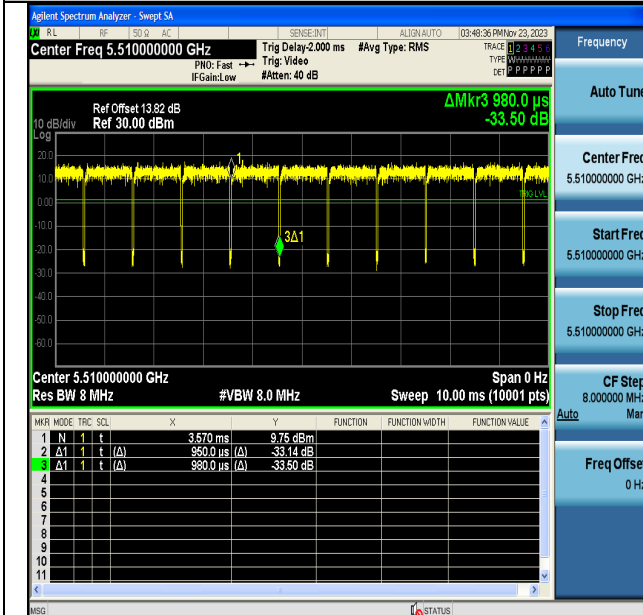 Agilent Spectrum Analyzer - Swept SA
LXI RL RF 50 Ω AC SENSE:INT ALIGN AUTO 03:48:36 PM Nov 23, 2023
Center Freq 5.510000000 GHz
PNO: Fast
IFGain:Low
Trig Delay-2.000 ms
Trig: Video
#Atten: 40 dB
#Avg Type: RMS
TRACE 1 2 3 4 5 6
TYPE
DET P P P P P P
Ref Offset 13.82 dB
10 dB/div Ref 30.00 dBm
Log
ΔMkr3 980.0 µs
-33.50 dB
20.0
10.0
0.00
-10.0
-20.0
-30.0
-40.0
-50.0
-60.0
1
TRIG LVL
3Δ1
Center 5.510000000 GHz Span 0 Hz
Res BW 8 MHz #VBW 8.0 MHz Sweep 10.00 ms (10001 pts)
MKR MODE TRC SCL X Y FUNCTION FUNCTION WIDTH FUNCTION VALUE
1 N 1 t 3.570 ms 9.75 dBm
2 Δ1 1 t (Δ) 950.0 µs (Δ) -33.14 dB
3 Δ1 1 t (Δ) 980.0 µs (Δ) -33.50 dB
4
5
6
7
8
9
10
11
MSG STATUS
Frequency
Auto Tune
Center Freq
5.510000000 GHz
Start Freq
5.510000000 GHz
Stop Freq
5.510000000 GHz
CF Step
8.000000 MHz
Auto Man
Freq Offset
0 Hz